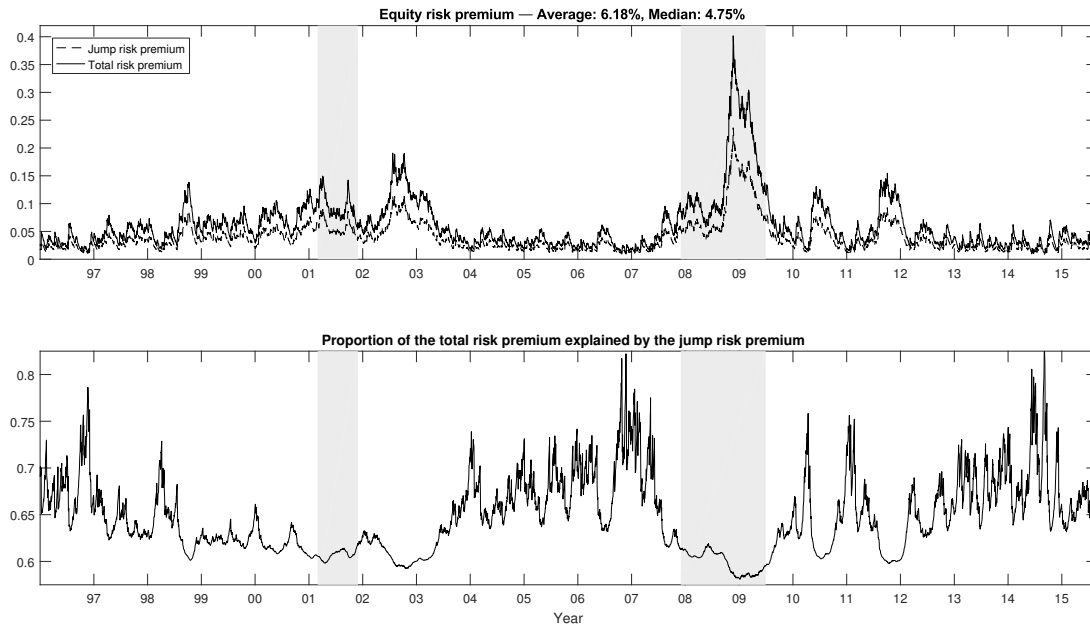 Equity risk premium — Average: 6.18%, Median: 4.75%
0.4
0.35
0.3
0.25
0.2
0.15
0.1
0.05
0
Jump risk premium
Total risk premium
97 98 99 00 01 02 03 04 05 06 07 08 09 10 11 12 13 14 15
Proportion of the total risk premium explained by the jump risk premium
0.8
0.75
0.7
0.65
0.6
97 98 99 00 01 02 03 04 05 06 07 08 09 10 11 12 13 14 15
Year